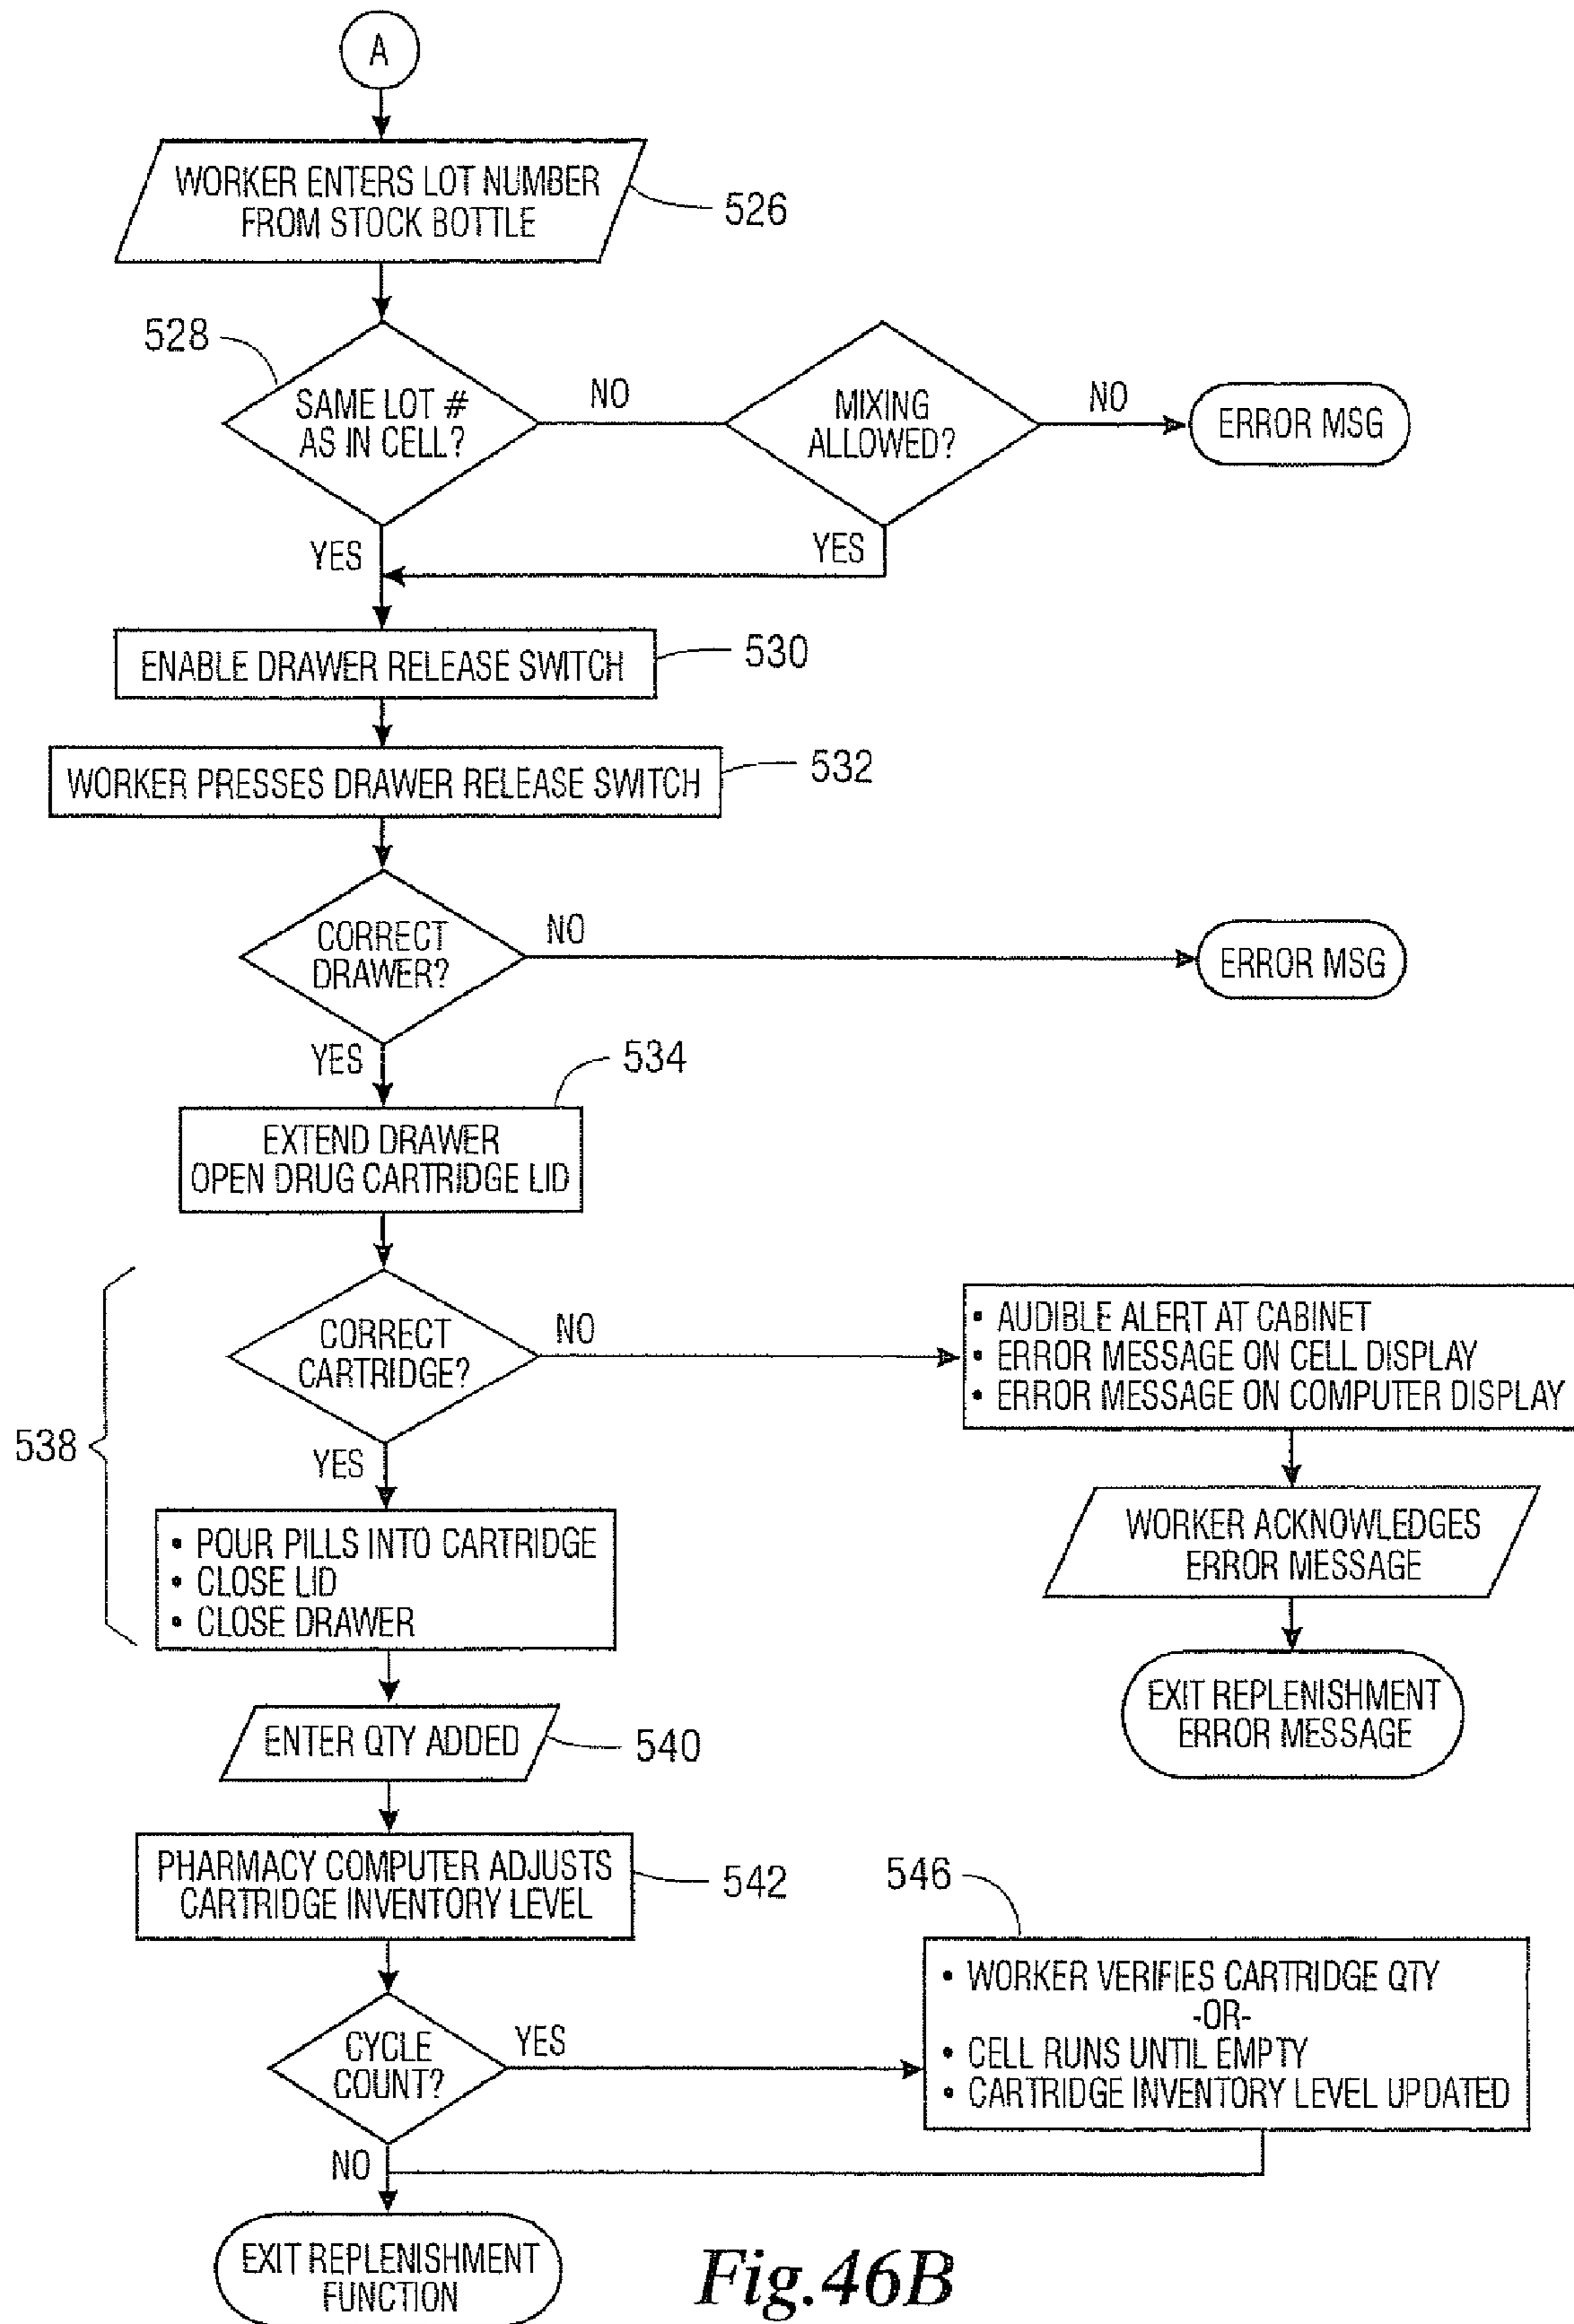 A
WORKER ENTERS LOT NUMBER
FROM STOCK BOTTLE
526
528
SAME LOT #
AS IN CELL?
NO
MIXING
ALLOWED?
NO
ERROR MSG
YES
YES
ENABLE DRAWER RELEASE SWITCH
530
WORKER PRESSES DRAWER RELEASE SWITCH
532
CORRECT
DRAWER?
NO
ERROR MSG
YES
534
EXTEND DRAWER
OPEN DRUG CARTRIDGE LID
538
CORRECT
CARTRIDGE?
NO
• AUDIBLE ALERT AT CABINET
• ERROR MESSAGE ON CELL DISPLAY
• ERROR MESSAGE ON COMPUTER DISPLAY
YES
WORKER ACKNOWLEDGES
ERROR MESSAGE
• POUR PILLS INTO CARTRIDGE
• CLOSE LID
• CLOSE DRAWER
EXIT REPLENISHMENT
ERROR MESSAGE
ENTER QTY ADDED
540
PHARMACY COMPUTER ADJUSTS
CARTRIDGE INVENTORY LEVEL
542
546
• WORKER VERIFIES CARTRIDGE QTY
-OR-
• CELL RUNS UNTIL EMPTY
• CARTRIDGE INVENTORY LEVEL UPDATED
CYCLE
COUNT?
YES
NO
EXIT REPLENISHMENT
FUNCTION
Fig.46B